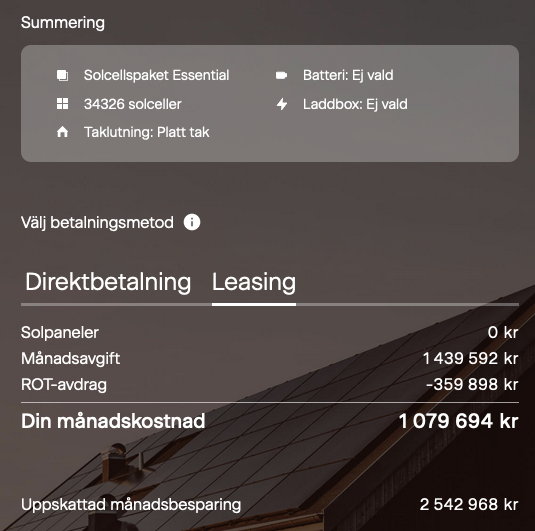 Summering
Solcellspaket Essential
Batteri: Ej vald
34326 solceller
Laddbox: Ej vald
Taklutning: Platt tak
Välj betalningsmetod
Direktbetalning Leasing
Solpaneler 0 kr
Månadsavgift 1 439 592 kr
ROT-avdrag -359 898 kr
Din månadskostnad 1 079 694 kr
Uppskattad månadsbesparing 2 542 968 kr